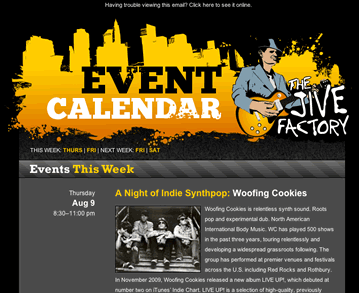 Having trouble viewing this email? Click here to see it online.
EVENT
CALENDAR
THE
JIVE
FACTORY
THIS WEEK: THURS | FRI | NEXT WEEK: FRI | SAT
Events This Week
Thursday
Aug 9
8:30–11:00 pm
A Night of Indie Synthpop: Woofing Cookies
Woofing Cookies is relentless synth sound. Roots
pop and experimental dub. North American
International Body Music. WC has played 500 shows
in the past three years, touring relentlessly and
developing a widespread grassroots following. The
group has performed at premier venues and festivals
across the U.S. including Red Rocks and Rothbury.
In November 2009, Woofing Cookies released a new album LIVE UP!, which debuted at
number two on iTunes' Indie Chart. LIVE UP! is a selection of high-quality, previously